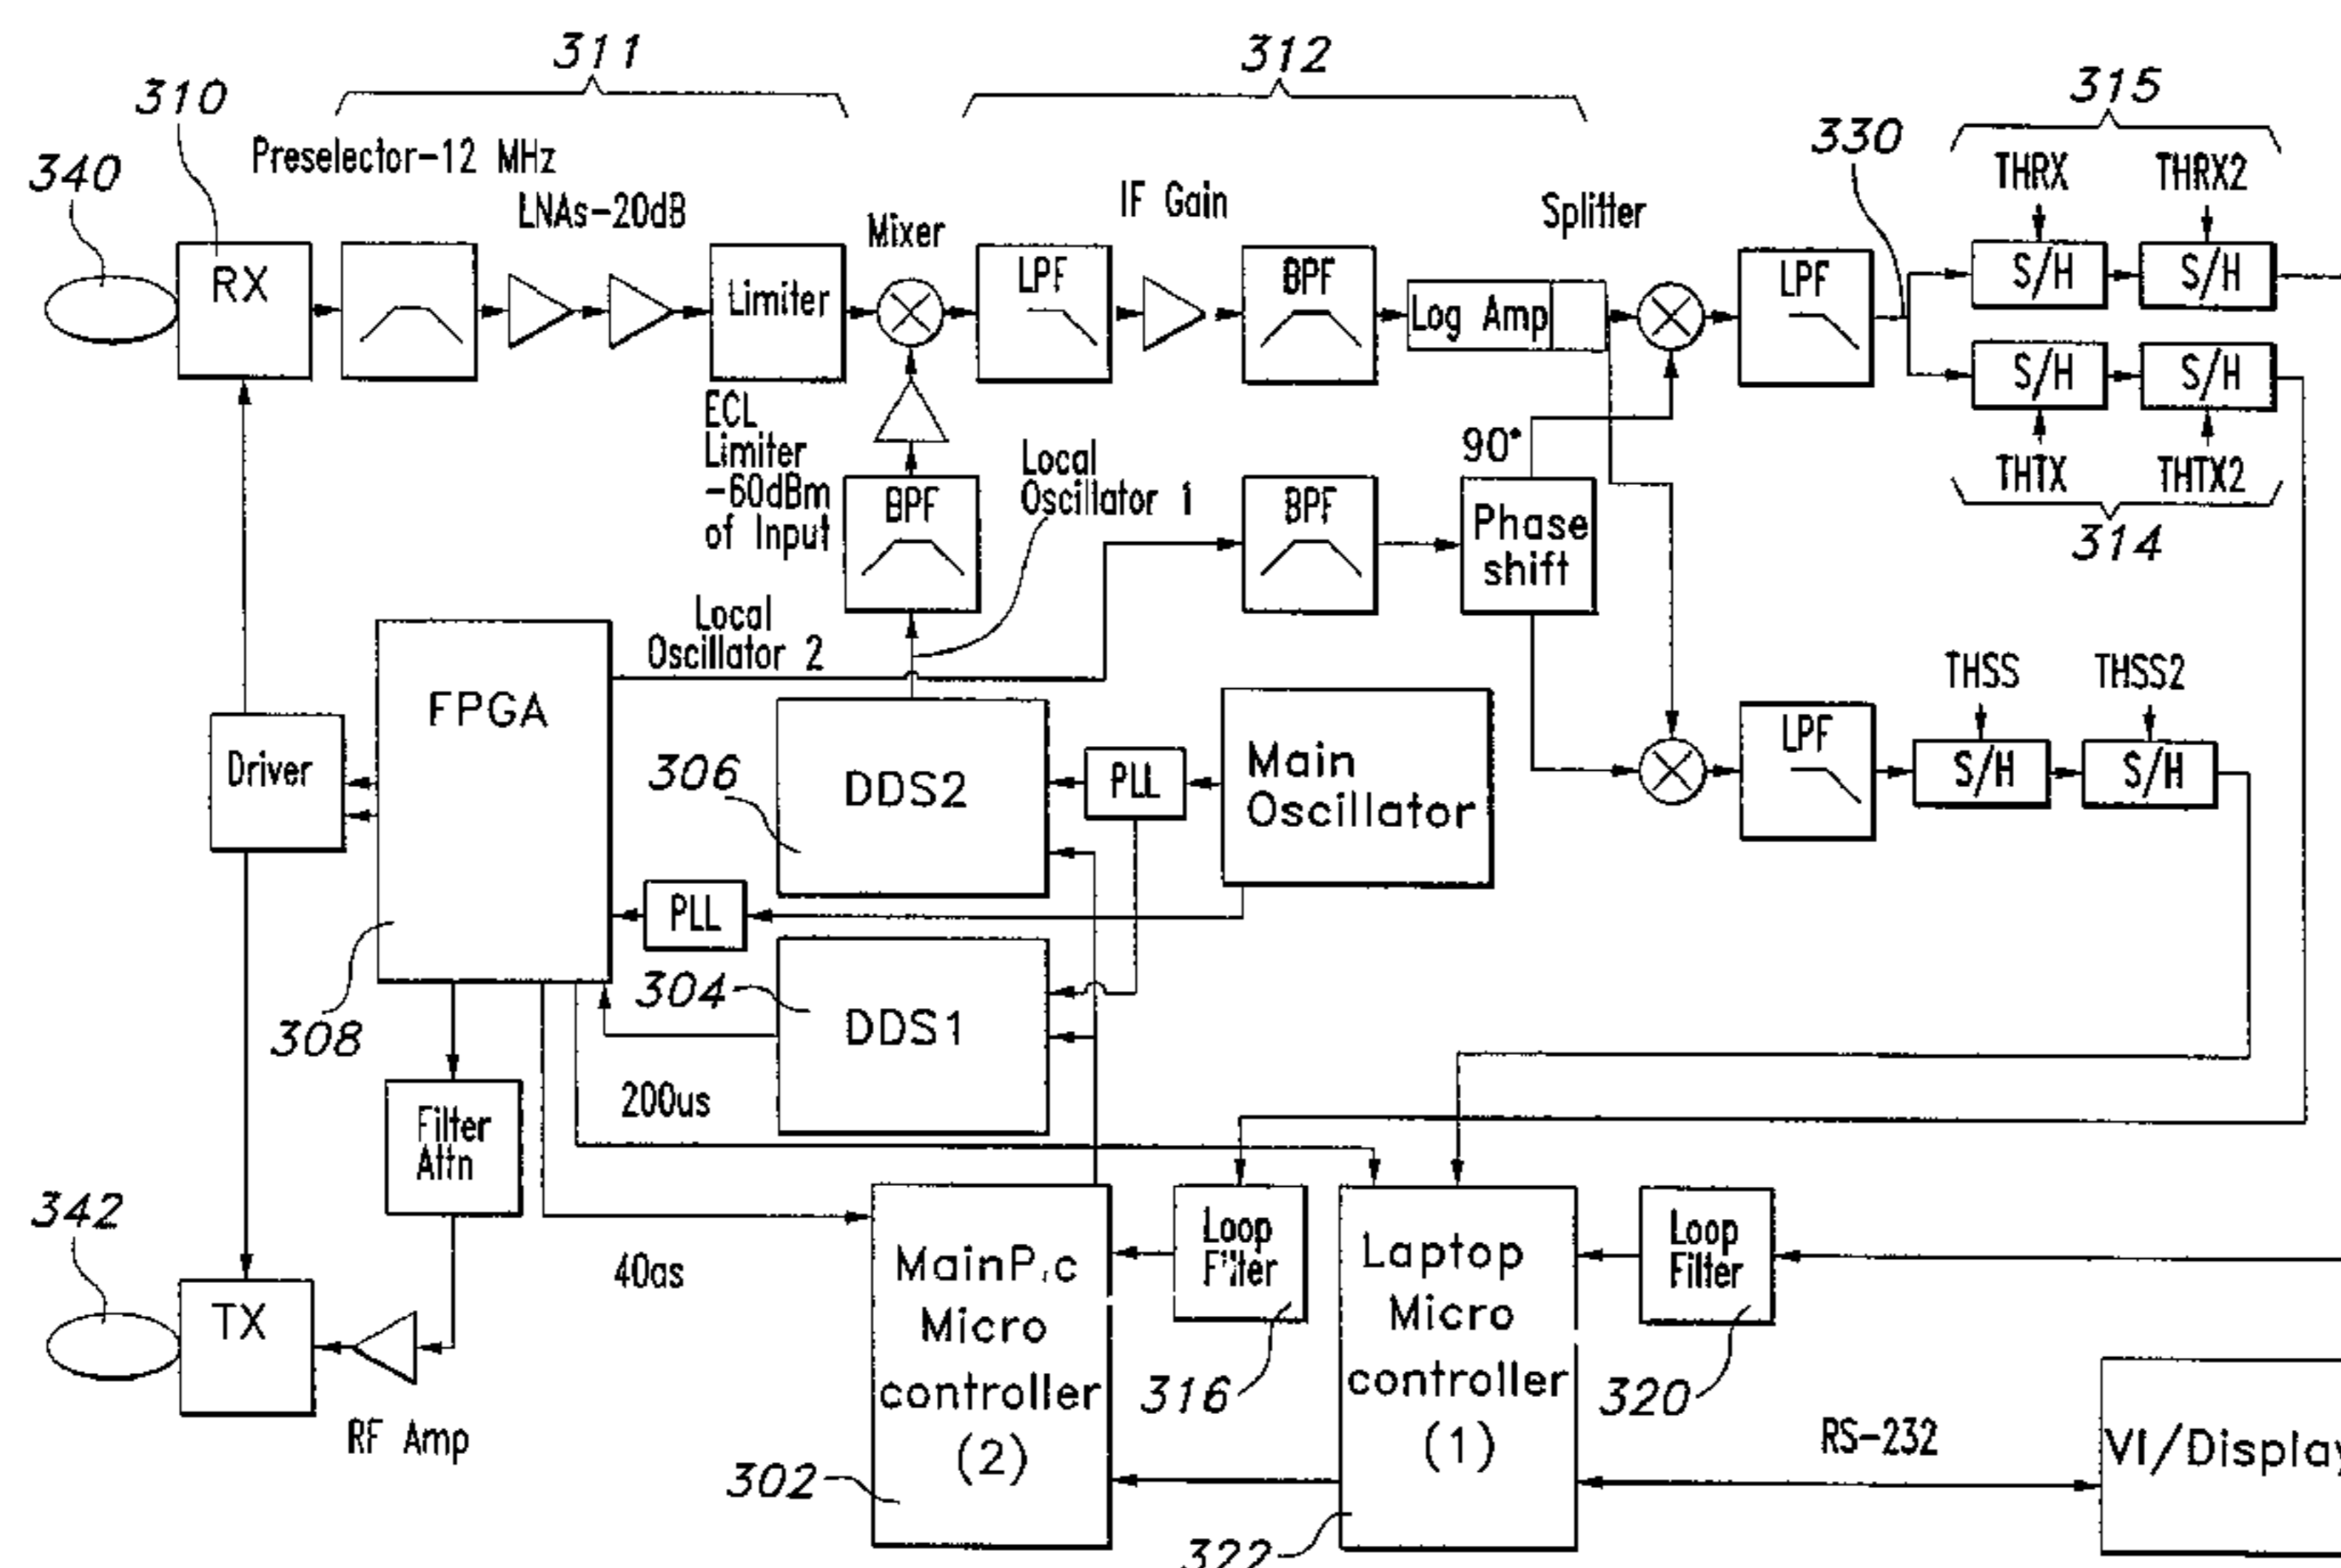 311
312
310
315
Preselector-12 MHz
330
340
THRX
THRX2
LNAs-20dB
IF Gain
Splitter
Mixer
RX
LPF
BPF
LPF
S/H
S/H
Limiter
Log Amp
S/H
S/H
ECL
Limiter
-60dBm
of Input
Local
Oscillator 1
90°
THTX
THTX2
BPF
BPF
Phase
shift
314
Local
Oscillator 2
THSS
THSS2
FPGA
LPF
Driver
306
DDS2
PLL
Main
Oscillator
S/H
S/H
PLL
304
308
DDS1
200us
Filter
Attn
342
Loop
Filter
Loop
Filter
40as
MainP
c
Micro
controller
(2)
Laptop
Micro
controller
(1)
TX
316
320
RF Amp
RS-232
VI/Display
302
322